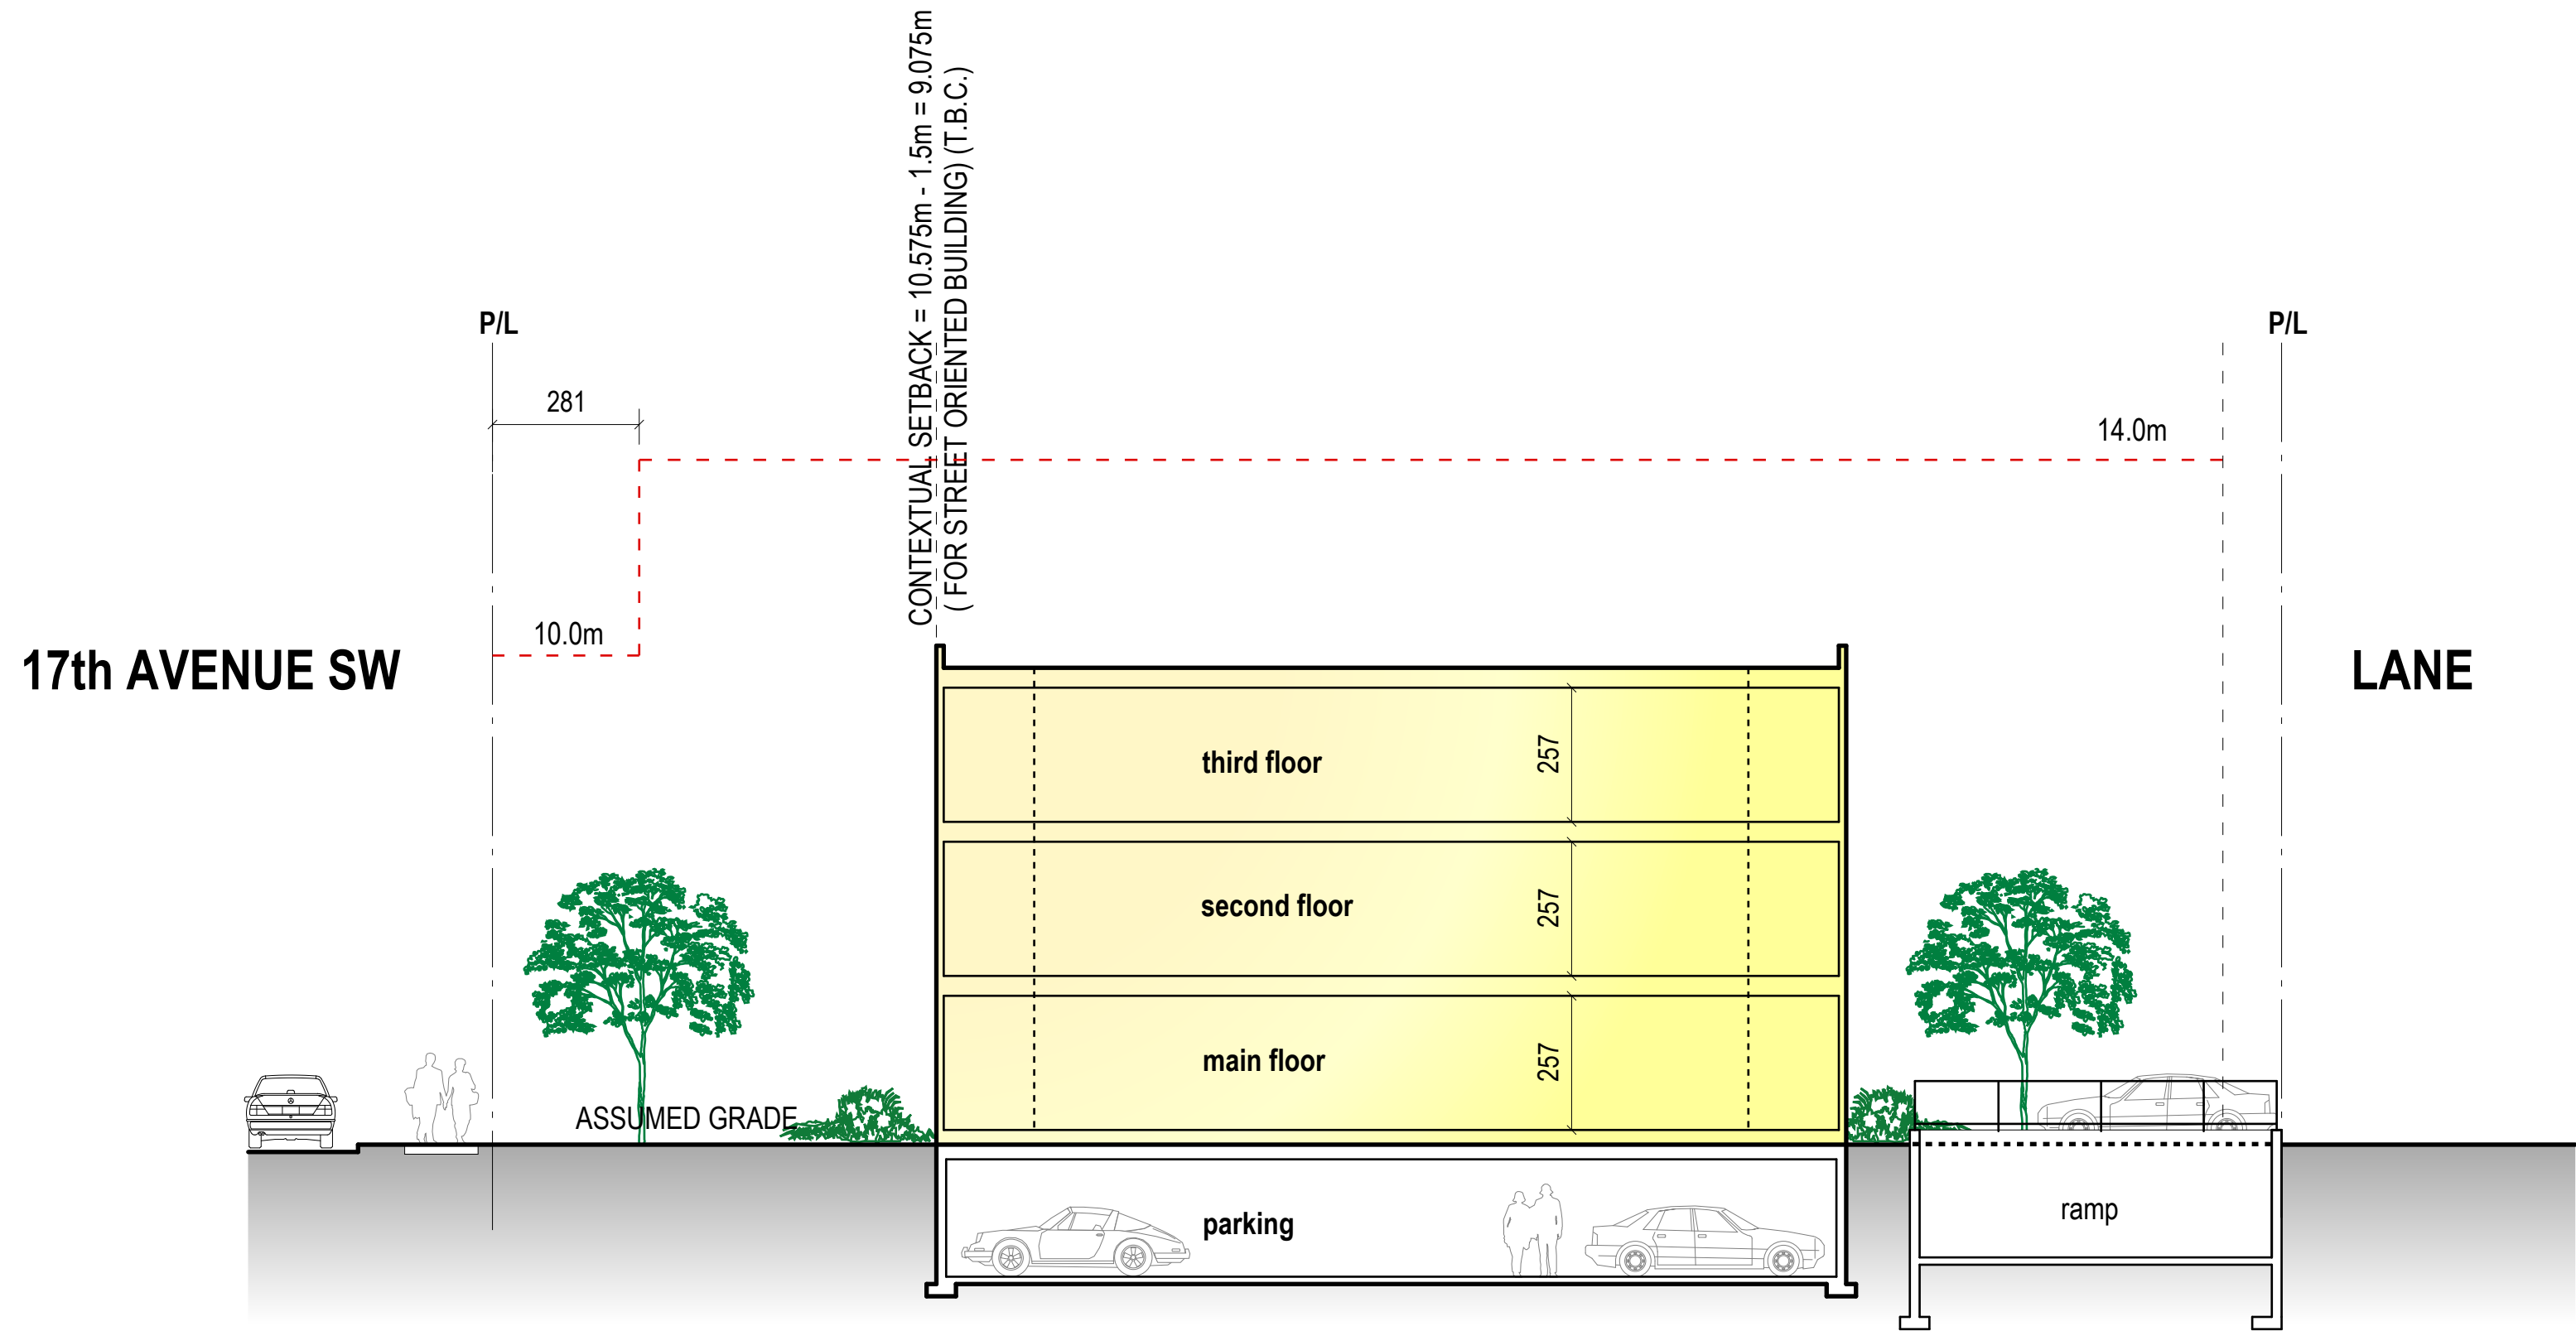 CONTEXTUAL SETBACK = 10.575m - 1.5m = 9.075m
( FOR STREET ORIENTED BUILDING) (T.B.C.)
P/L
P/L
281
14.0m
10.0m
17th AVENUE SW
LANE
third floor
257
second floor
257
main floor
257
ASSUMED GRADE
parking
ramp